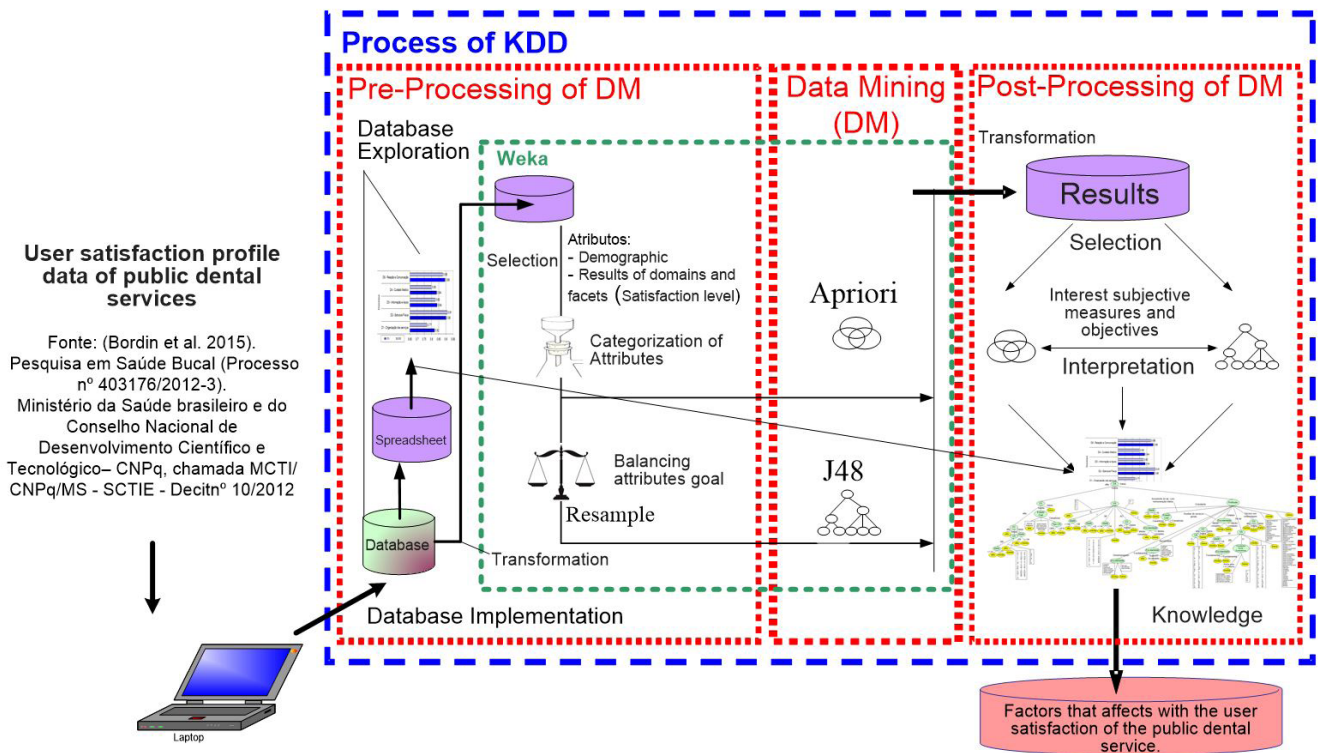 Process of KDD
Pre-Processing of DM
Data Mining
(DM)
Post-Processing of DM
Database
Exploration
Weka
Transformation
Results
User satisfaction profile
data of public dental
services
Fonte: (Bordin et al. 2015).
Pesquisa em Saúde Bucal (Processo
nº 403176/2012-3).
Ministério da Saúde brasileiro e do
Conselho Nacional de
Desenvolvimento Científico e
Tecnológico– CNPq, chamada MCTI/
CNPq/MS - SCTIE - Decitnº 10/2012
Laptop
Selection
Atributos:
- Demographic
- Results of domains and
facets (Satisfaction level)
Categorization of
Attributes
Spreadsheet
Balancing
attributes goal
Resample
Database
Transformation
Database Implementation
Apriori
J48
Selection
Interest subjective
measures and
objectives
Interpretation
Knowledge
Factors that affects with the user
satisfaction of the public dental
service.